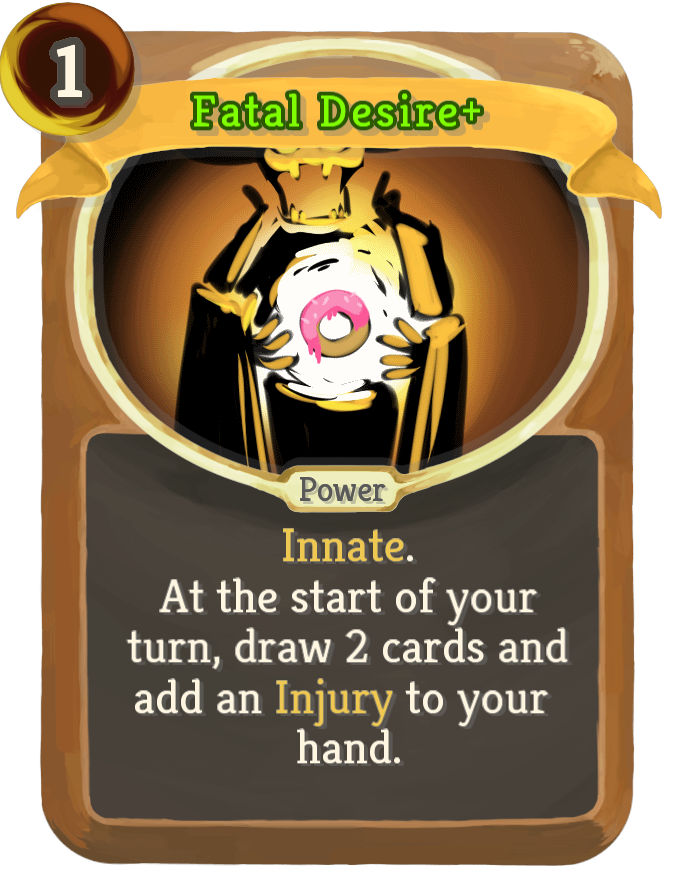 1
Fatal Desire+
Power
Innate.
At the start of your
turn, draw 2 cards and
add an Injury to your
hand.